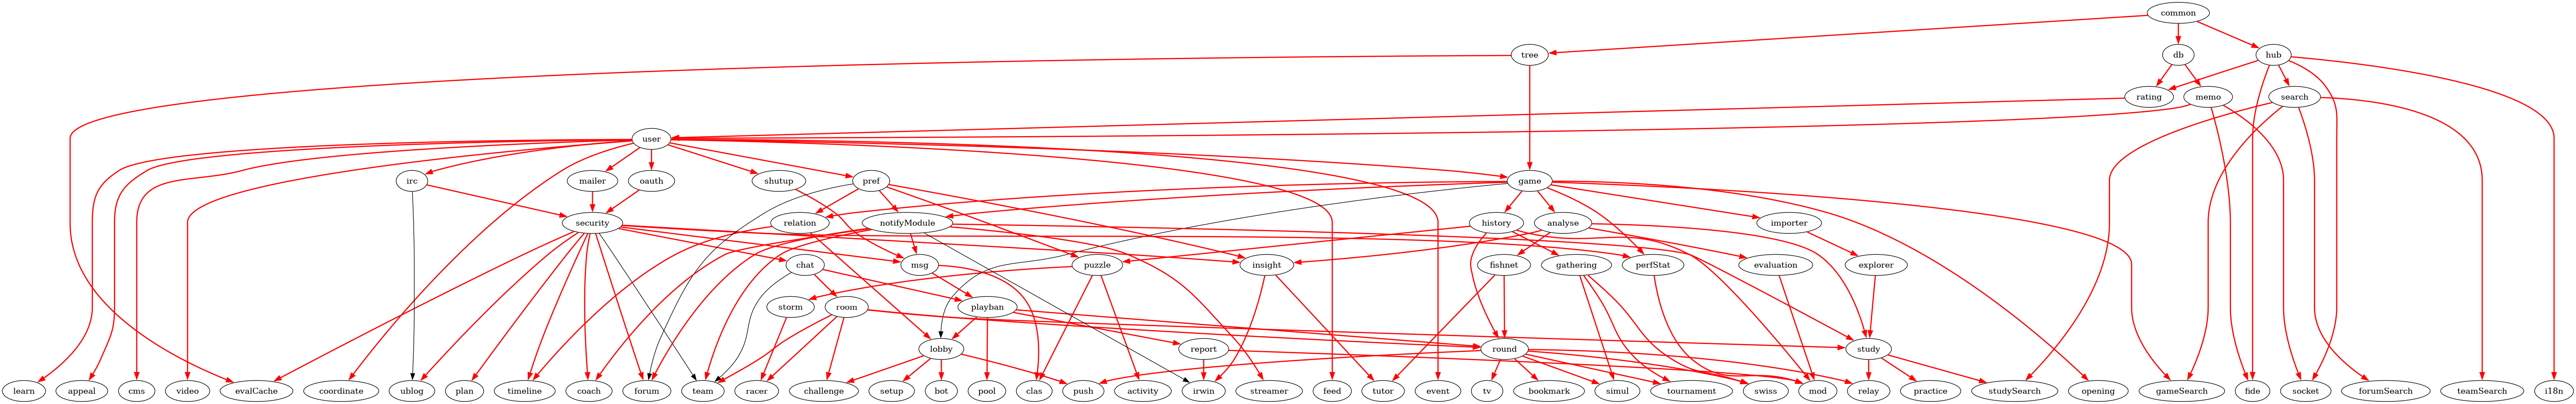 common
tree
db
hub
rating
memo
search
user
irc
mailer
oauth
shutup
pref
game
security
relation
notifyModule
history
analyse
importer
chat
msg
puzzle
insight
fishnet
gathering
perfStat
evaluation
explorer
storm
room
playban
lobby
report
round
study
learn
appeal
cms
video
evalCache
coordinate
ublog
plan
timeline
coach
forum
team
racer
challenge
setup
bot
pool
clas
push
activity
irwin
streamer
feed
tutor
event
tv
bookmark
simul
tournament
swiss
mod
relay
practice
studySearch
opening
gameSearch
fide
socket
forumSearch
teamSearch
i18n